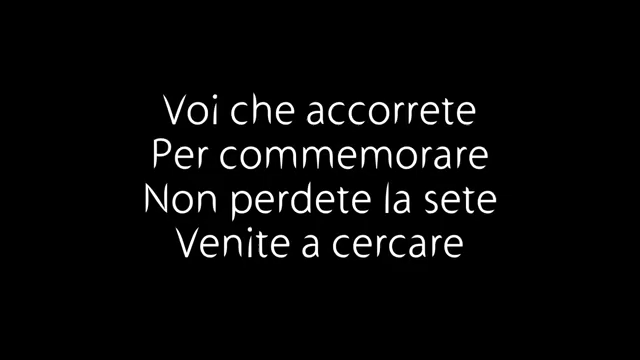 Voi che accorrete
Per commemorare
Non perdete la sete
Venite a cercare